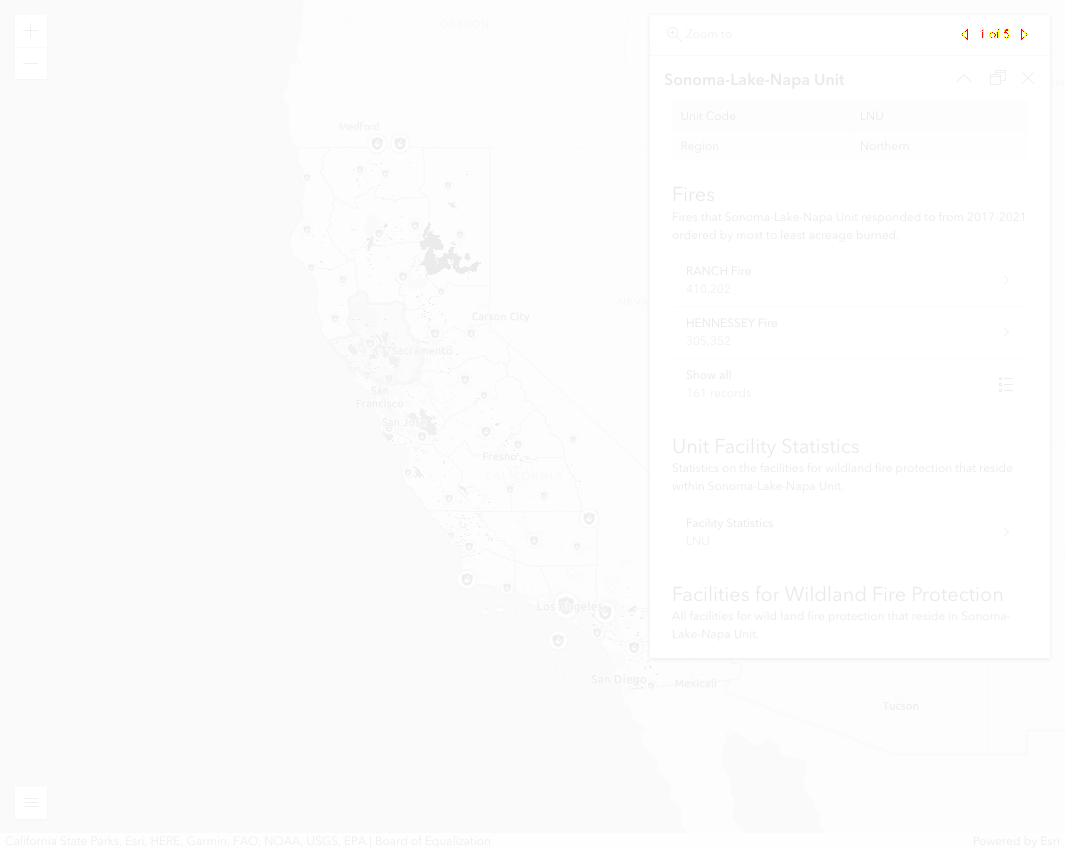 OREGON
Zoom to
1 of 5
Sonoma-Lake-Napa Unit
Unit Code LNU
Region Northern
Medford
Fires
Fires that Sonoma-Lake-Napa Unit responded to from 2017-2021
ordered by most to least acreage burned.
RANCH Fire
410,202
HENNESSEY Fire
305,352
Show all
161 records
Carson City
Sacramento
San
Francisco
San Jose
Fresno
CALIFORNIA
Unit Facility Statistics
Statistics on the facilities for wildland fire protection that reside
within Sonoma-Lake-Napa Unit.
Facility Statistics
LNU
Facilities for Wildland Fire Protection
All facilities for wild land fire protection that reside in Sonoma-
Lake-Napa Unit.
Los Angeles
San Diego
Mexicali
Tucson
California State Parks, Esri, HERE, Garmin, FAO, NOAA, USGS, EPA | Board of Equalization
Powered by Esri